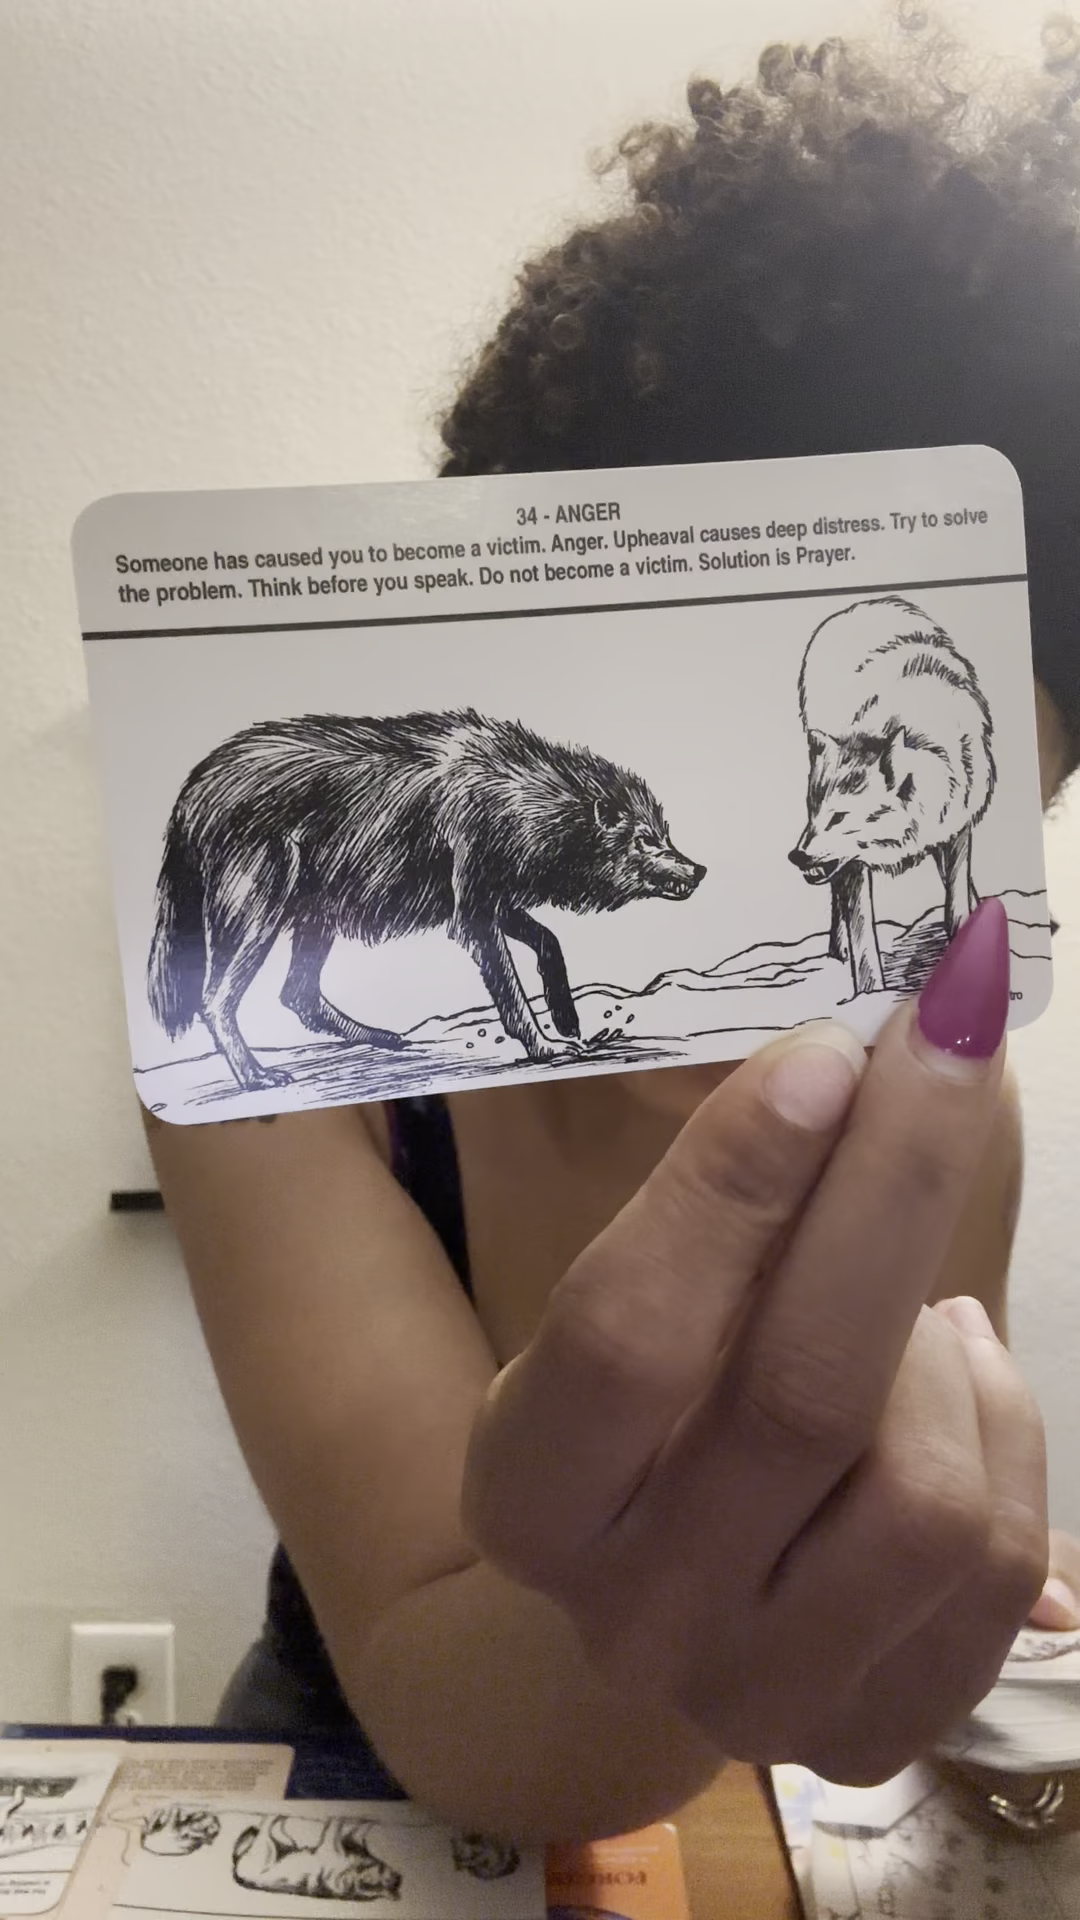 34 - ANGER
Someone has caused you to become a victim. Anger. Upheaval causes deep distress. Try to solve
the problem. Think before you speak. Do not become a victim. Solution is Prayer.